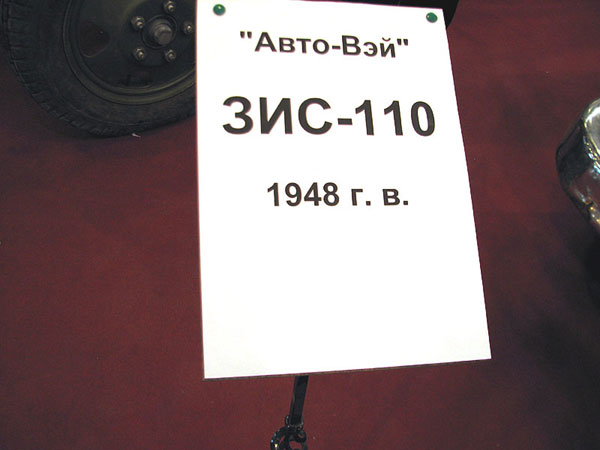 "Авто-Вэй"
ЗИС-110
1948 г. в.